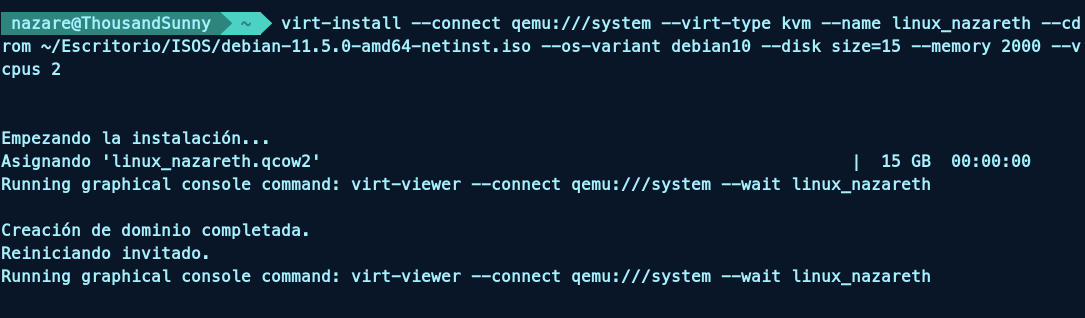 nazare@ThousandSunny ~ virt-install --connect qemu:///system --virt-type kvm --name linux_nazareth --cd
rom ~/Escritorio/ISOS/debian-11.5.0-amd64-netinst.iso --os-variant debian10 --disk size=15 --memory 2000 --v
cpus 2
Empezando la instalación...
Asignando 'linux_nazareth.qcow2' | 15 GB 00:00:00
Running graphical console command: virt-viewer --connect qemu:///system --wait linux_nazareth
Creación de dominio completada.
Reiniciando invitado.
Running graphical console command: virt-viewer --connect qemu:///system --wait linux_nazareth